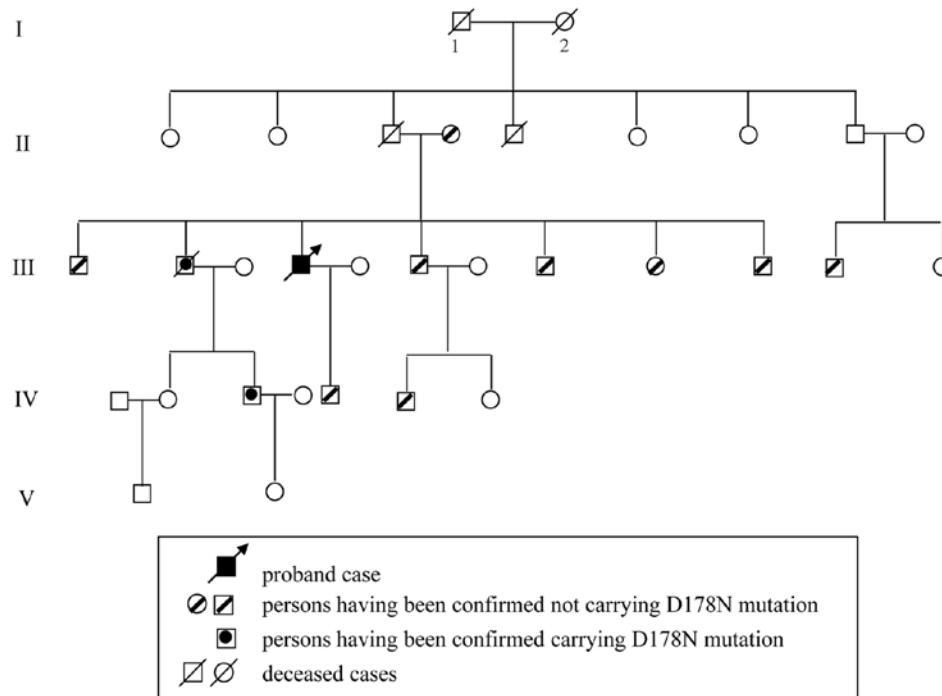 I
1 2
II
III
IV
V
proband case
persons having been confirmed not carrying D178N mutation
persons having been confirmed carrying D178N mutation
deceased cases